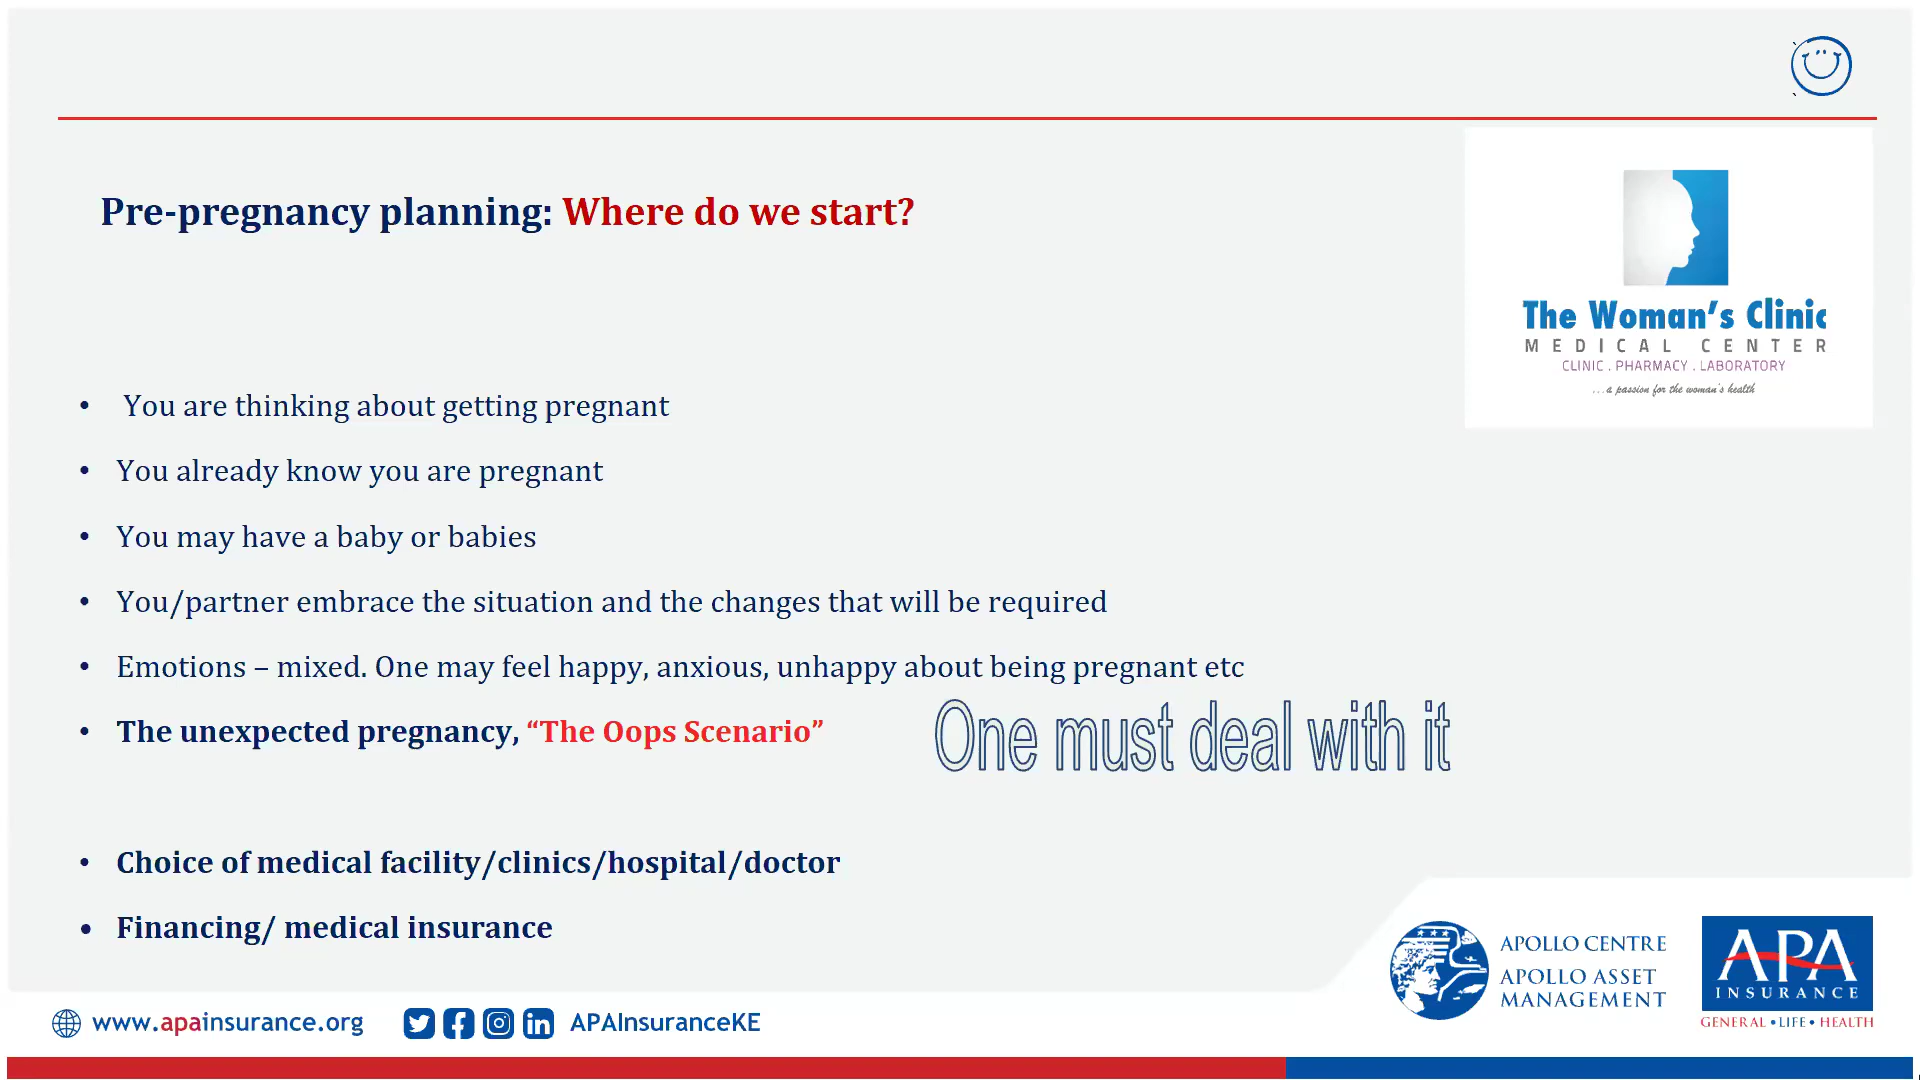 Pre-pregnancy planning: Where do we start?
The Woman's Clinic
MEDICAL CENTER
CLINIC . PHARMACY . LABORATORY
...a passion for the woman's health
• You are thinking about getting pregnant
• You already know you are pregnant
• You may have a baby or babies
• You/partner embrace the situation and the changes that will be required
• Emotions – mixed. One may feel happy, anxious, unhappy about being pregnant etc
• The unexpected pregnancy, “The Oops Scenario”
One must deal with it
• Choice of medical facility/clinics/hospital/doctor
• Financing/ medical insurance
APOLLO CENTRE
APOLLO ASSET
MANAGEMENT
APA
INSURANCE
GENERAL • LIFE • HEALTH
www.apainsurance.org
APAInsuranceKE